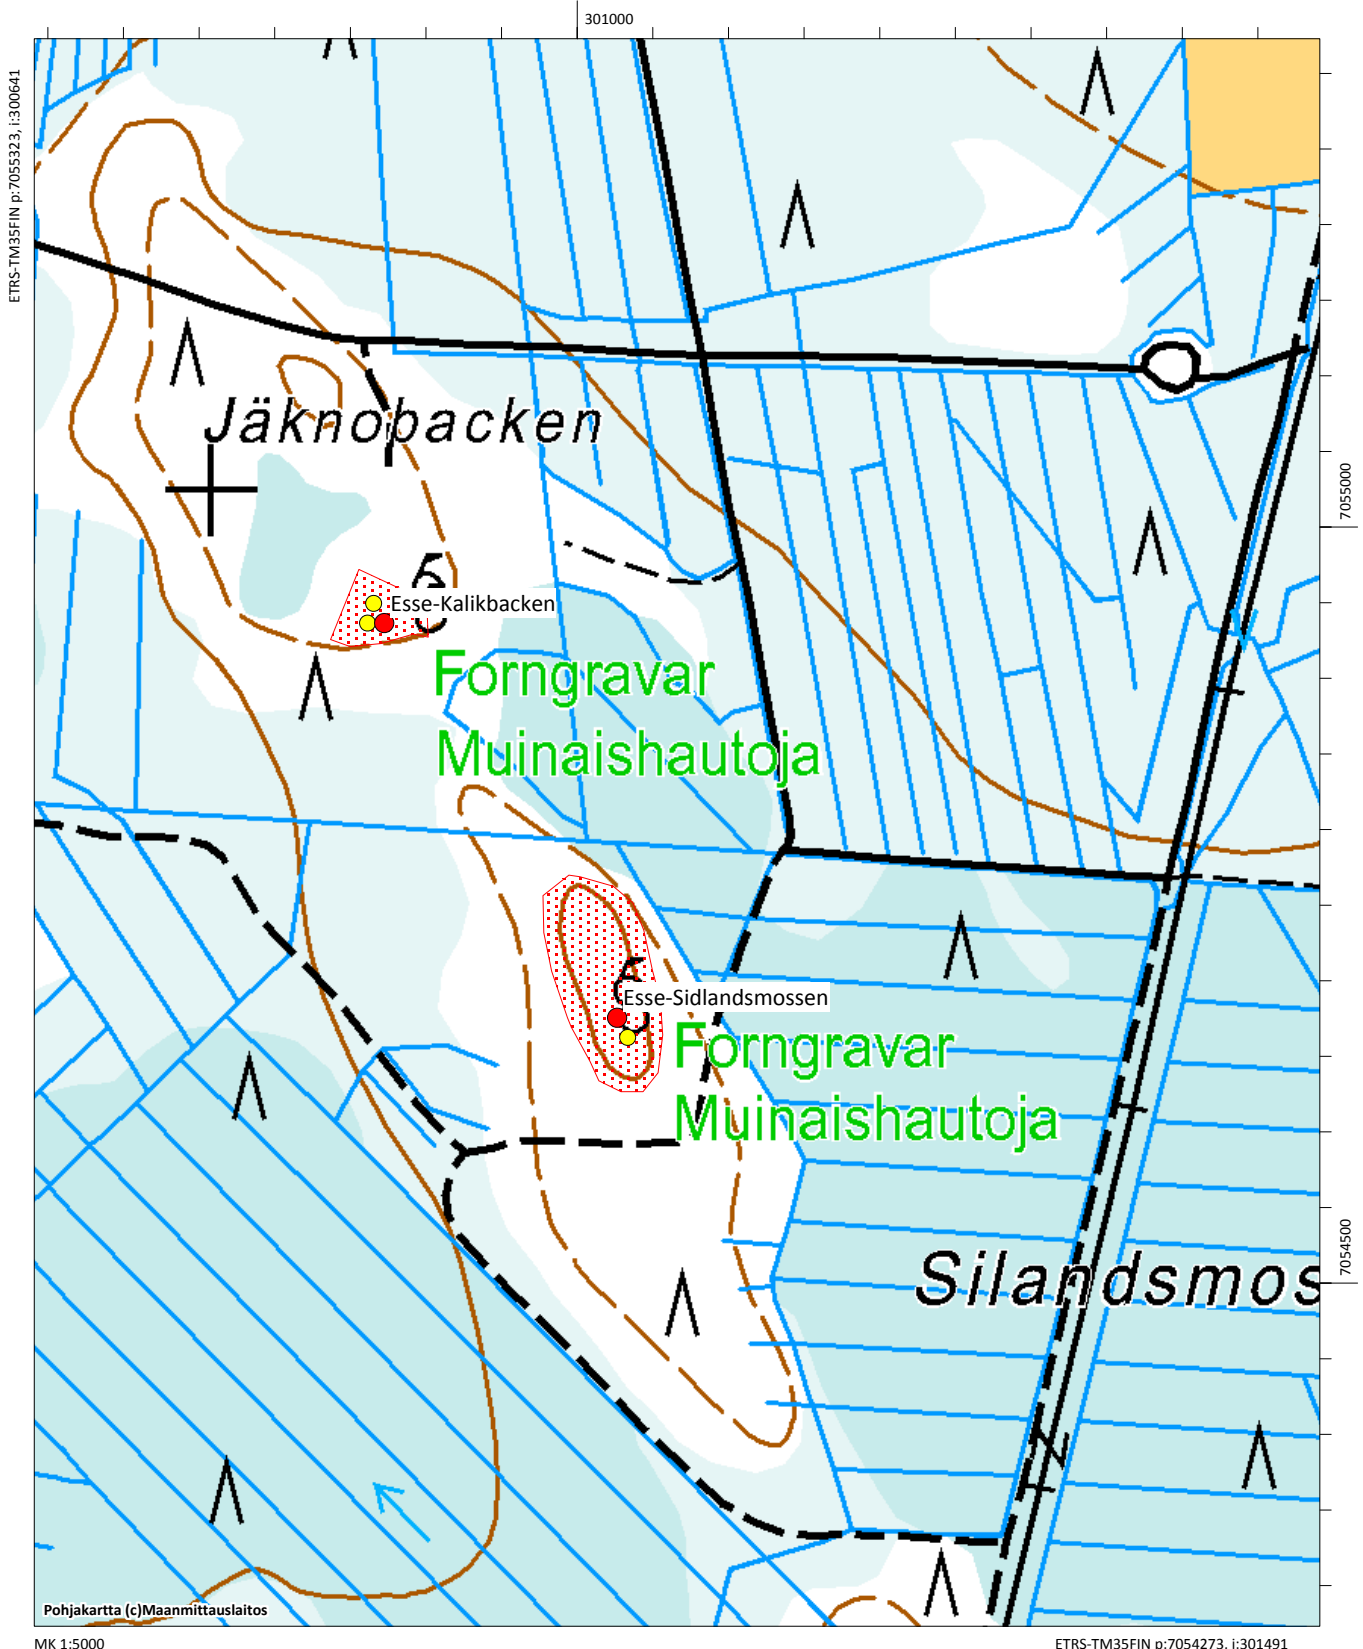 301000
ETRS-TM35FIN p:7055323, i:300641
Jäknobacken
7055000
Esse-Kalikbacken
Forngravar
Muinaishautoja
Esse-Sidlandsmossen
Forngravar
Muinaishautoja
7054500
Silandsmos
Pohjakartta (c)Maanmittauslaitos
MK 1:5000
ETRS-TM35FIN p:7054273, i:301491